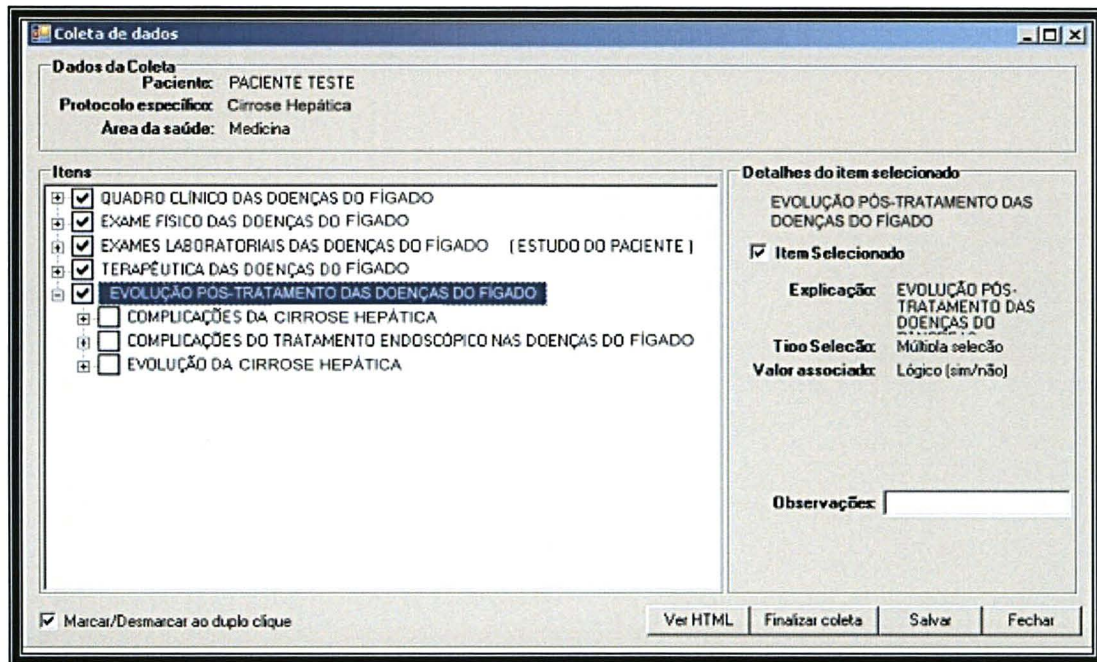 Coleta de dados
Dados da Coleta
Paciente: PACIENTE TESTE
Protocolo específico: Cirrose Hepática
Área da saúde: Medicina
Itens
QUADRO CLÍNICO DAS DOENÇAS DO FÍGADO
EXAME FISICO DAS DOENÇAS DO FÍGADO
EXAMES LABORATORIAIS DAS DOENÇAS DO FÍGADO (ESTUDO DO PACIENTE)
TERAPÊUTICA DAS DOENÇAS DO FÍGADO
EVOLUÇÃO PÓS-TRATAMENTO DAS DOENÇAS DO FÍGADO
COMPLICAÇÕES DA CIRROSE HEPÁTICA
COMPLICAÇÕES DO TRATAMENTO ENDOSCÓPICO NAS DOENÇAS DO FÍGADO
EVOLUÇÃO DA CIRROSE HEPÁTICA
Detalhes do item selecionado
EVOLUÇÃO PÓS-TRATAMENTO DAS
DOENÇAS DO FÍGADO
Item Selecionado
Explicação: EVOLUÇÃO PÓS-
TRATAMENTO DAS
DOENÇAS DO
Tipo Seleção: Múltipla seleção
Valor associado: Lógico (sim/não)
Observações:
Marcar/Desmarcar ao duplo clique
Ver HTML
Finalizar coleta
Salvar
Fechar